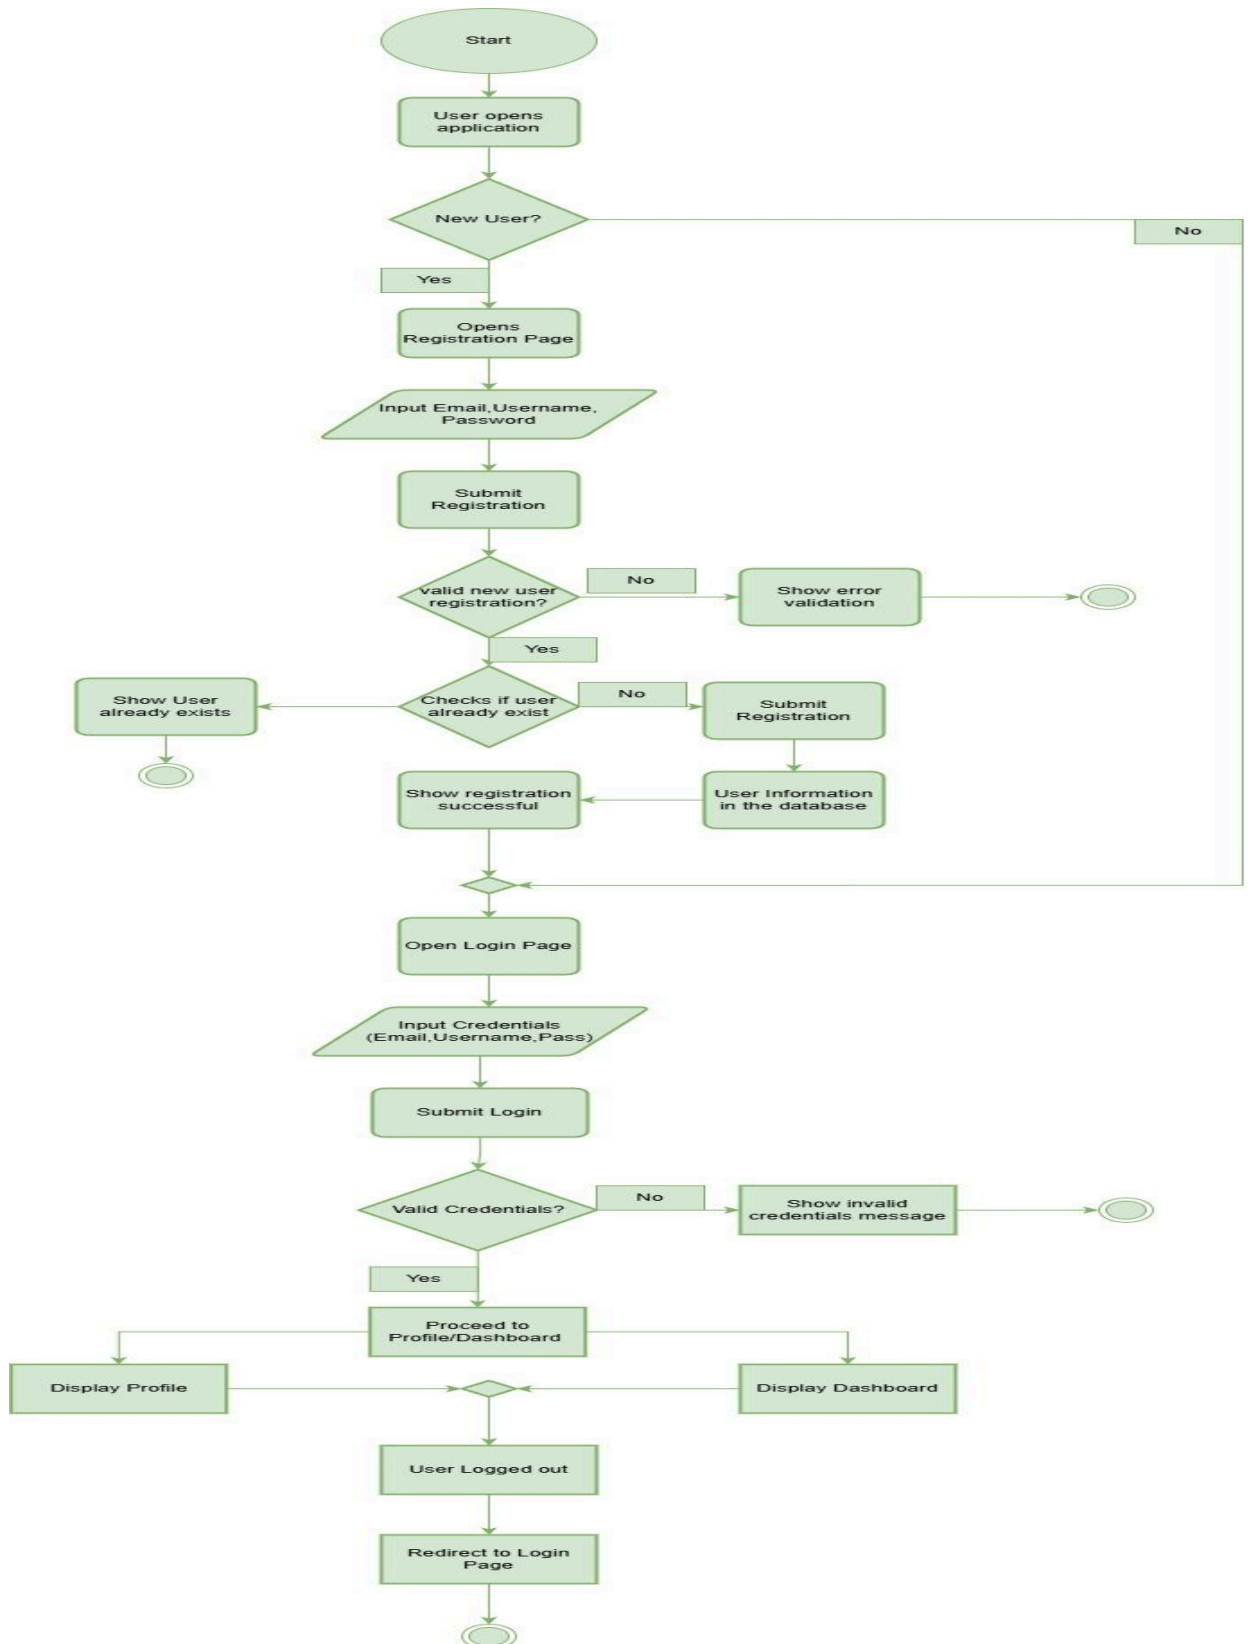 Start
User opens
application
New User?
No
Yes
Opens
Registration Page
Input Email,Username,
Password
Submit
Registration
valid new user
registration?
No
Show error
validation
Yes
Show User
already exists
Checks if user
already exist
No
Submit
Registration
Show registration
successful
User Information
in the database
Open Login Page
Input Credentials
(Email,Username,Pass)
Submit Login
Valid Credentials?
No
Show invalid
credentials message
Yes
Proceed to
Profile/Dashboard
Display Profile
Display Dashboard
User Logged out
Redirect to Login
Page